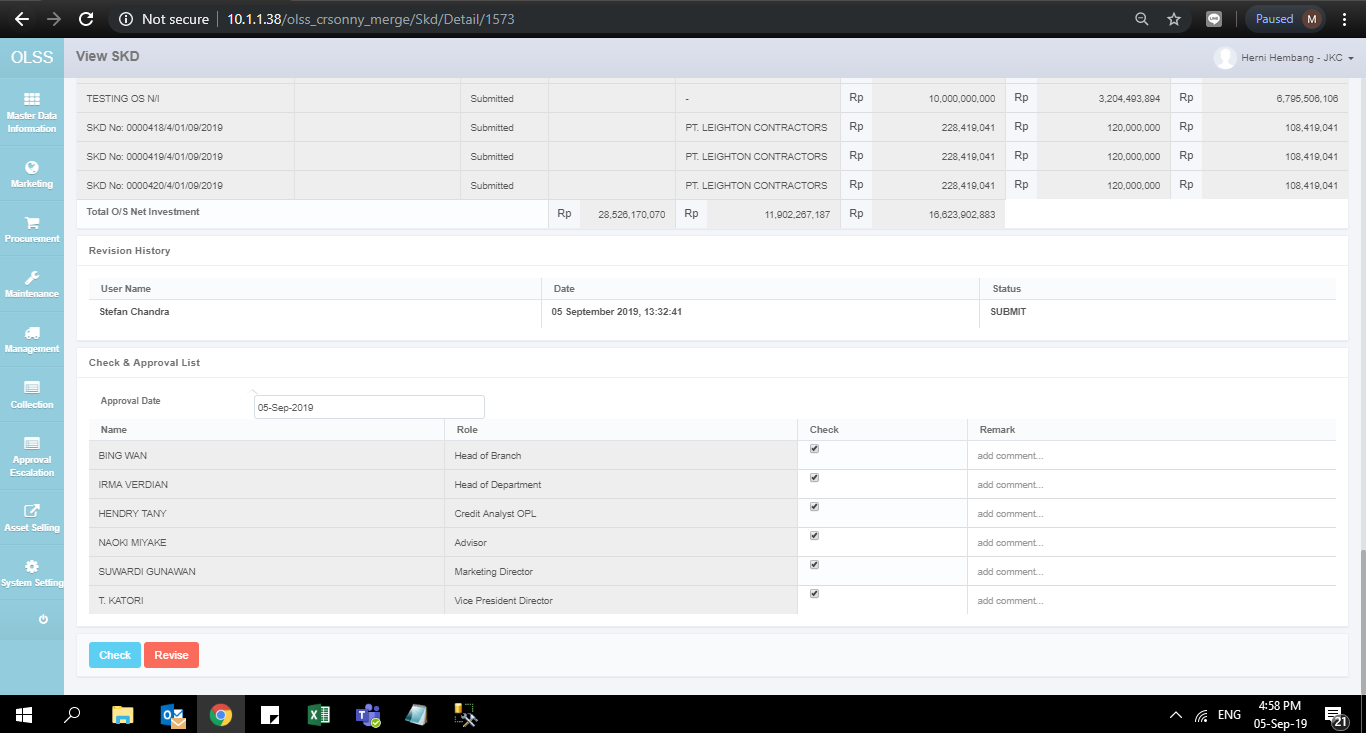 Not secure 10.1.1.38/olss_crsonny_merge/Skd/Detail/1573 Paused M
OLSS View SKD Herni Hembang - JKC
TESTING OS N/I Submitted - Rp 10,000,000,000 Rp 3,204,493,894 Rp 6,795,506,106
SKD No: 0000418/4/01/09/2019 Submitted PT. LEIGHTON CONTRACTORS Rp 228,419,041 Rp 120,000,000 Rp 108,419,041
SKD No: 0000419/4/01/09/2019 Submitted PT. LEIGHTON CONTRACTORS Rp 228,419,041 Rp 120,000,000 Rp 108,419,041
SKD No: 0000420/4/01/09/2019 Submitted PT. LEIGHTON CONTRACTORS Rp 228,419,041 Rp 120,000,000 Rp 108,419,041
Total O/S Net Investment Rp 28,526,170,070 Rp 11,902,267,187 Rp 16,623,902,883
Master Data
Information
Marketing
Procurement
Maintenance
Management
Collection
Approval
Escalation
Asset Selling
System Setting
Revision History
User Name Date Status
Stefan Chandra 05 September 2019, 13:32:41 SUBMIT
Check & Approval List
Approval Date 05-Sep-2019
Name Role Check Remark
BING WAN Head of Branch add comment...
IRMA VERDIAN Head of Department add comment...
HENDRY TANY Credit Analyst OPL add comment...
NAOKI MIYAKE Advisor add comment...
SUWARDI GUNAWAN Marketing Director add comment...
T. KATORI Vice President Director add comment...
Check Revise
ENG 4:58 PM
05-Sep-19 21